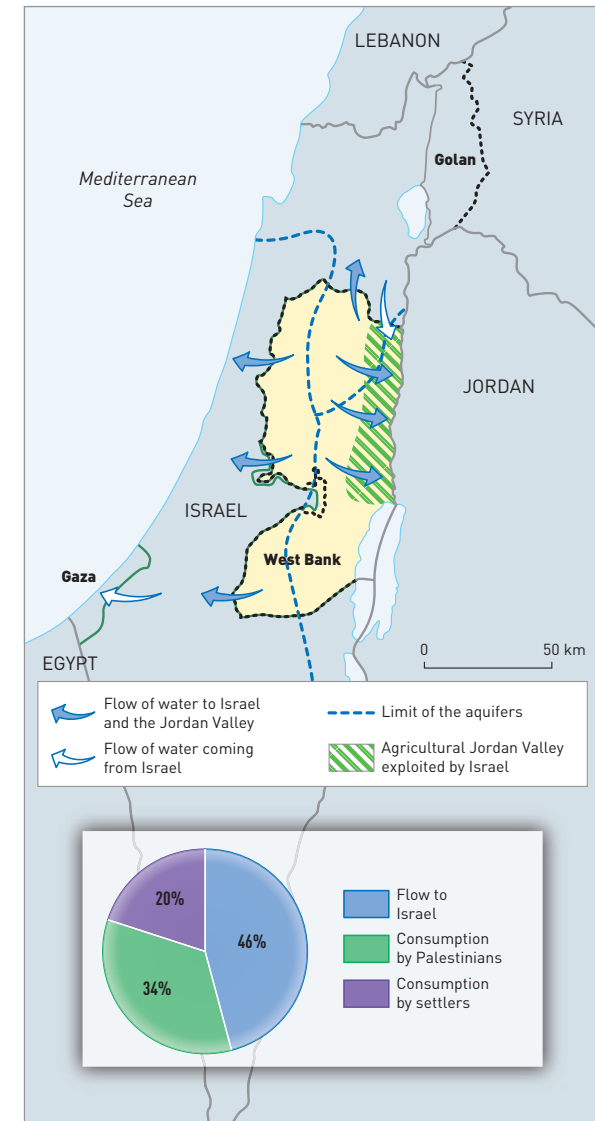 LEBANON
SYRIA
Golan
Mediterranean
Sea
JORDAN
ISRAEL
West Bank
Gaza
0 50 km
EGYPT
Flow of water to Israel
and the Jordan Valley
Flow of water coming
from Israel
Limit of the aquifers
Agricultural Jordan Valley
exploited by Israel
20%
46%
34%
Flow to
Israel
Consumption
by Palestinians
Consumption
by settlers